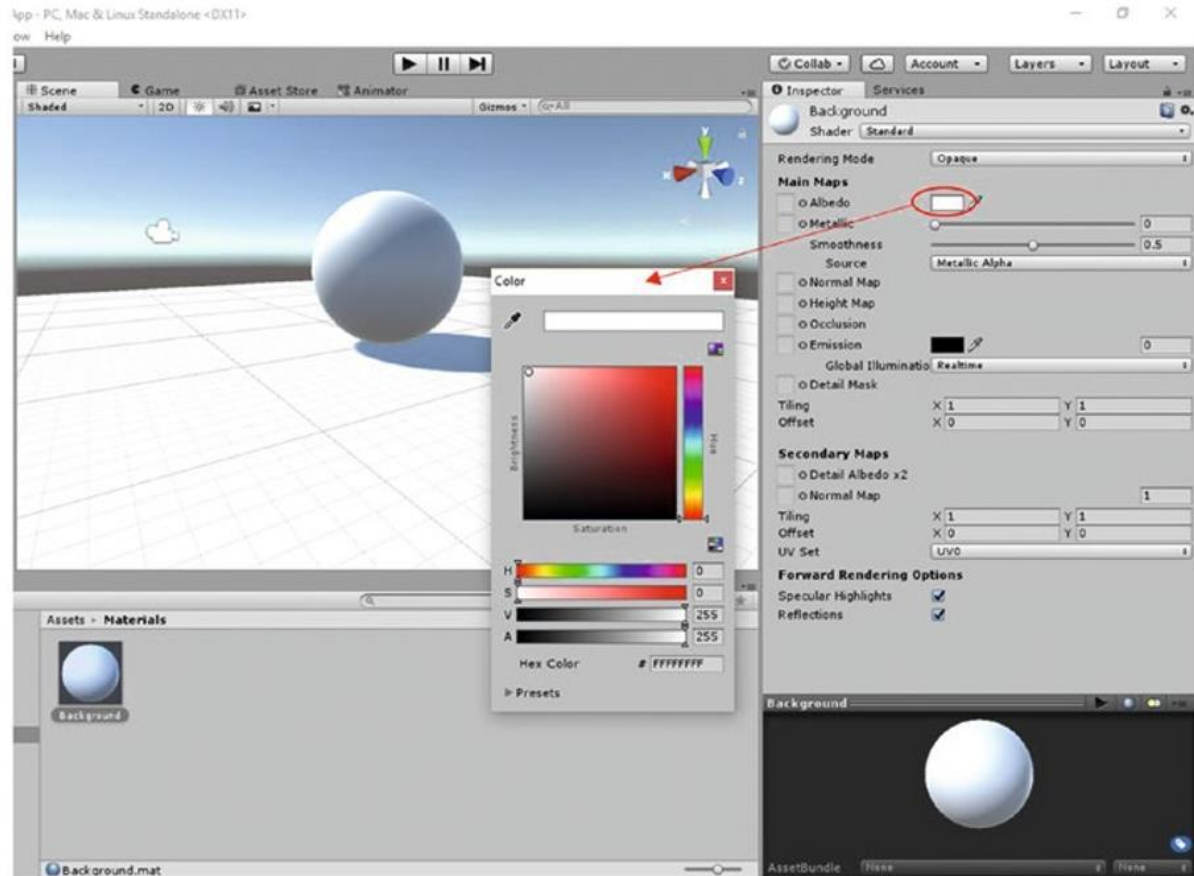 App - PC, Mac & Linux Standalone <DX11>
ow Help
Collab Account Layers Layout
Scene Game Asset Store Animator
Shaded 2D Gizmos All
y
x z
Inspector Services
Background
Shader Standard
Rendering Mode Opaque
Main Maps
Albedo
Metallic 0
Smoothness 0.5
Source Metallic Alpha
Normal Map
Height Map
Occlusion
Emission 0
Global Illuminatio Realtime
Detail Mask
Tiling X 1 Y 1
Offset X 0 Y 0
Secondary Maps
Detail Albedo x2
Normal Map 1
Tiling X 1 Y 1
Offset X 0 Y 0
UV Set UV0
Forward Rendering Options
Specular Highlights
Reflections
Color
Brightness
Hue
Saturation
H 0
S 0
V 255
A 255
Hex Color # FFFFFFFF
Presets
Assets Materials
Background
Background.mat
Background
AssetBundle None None